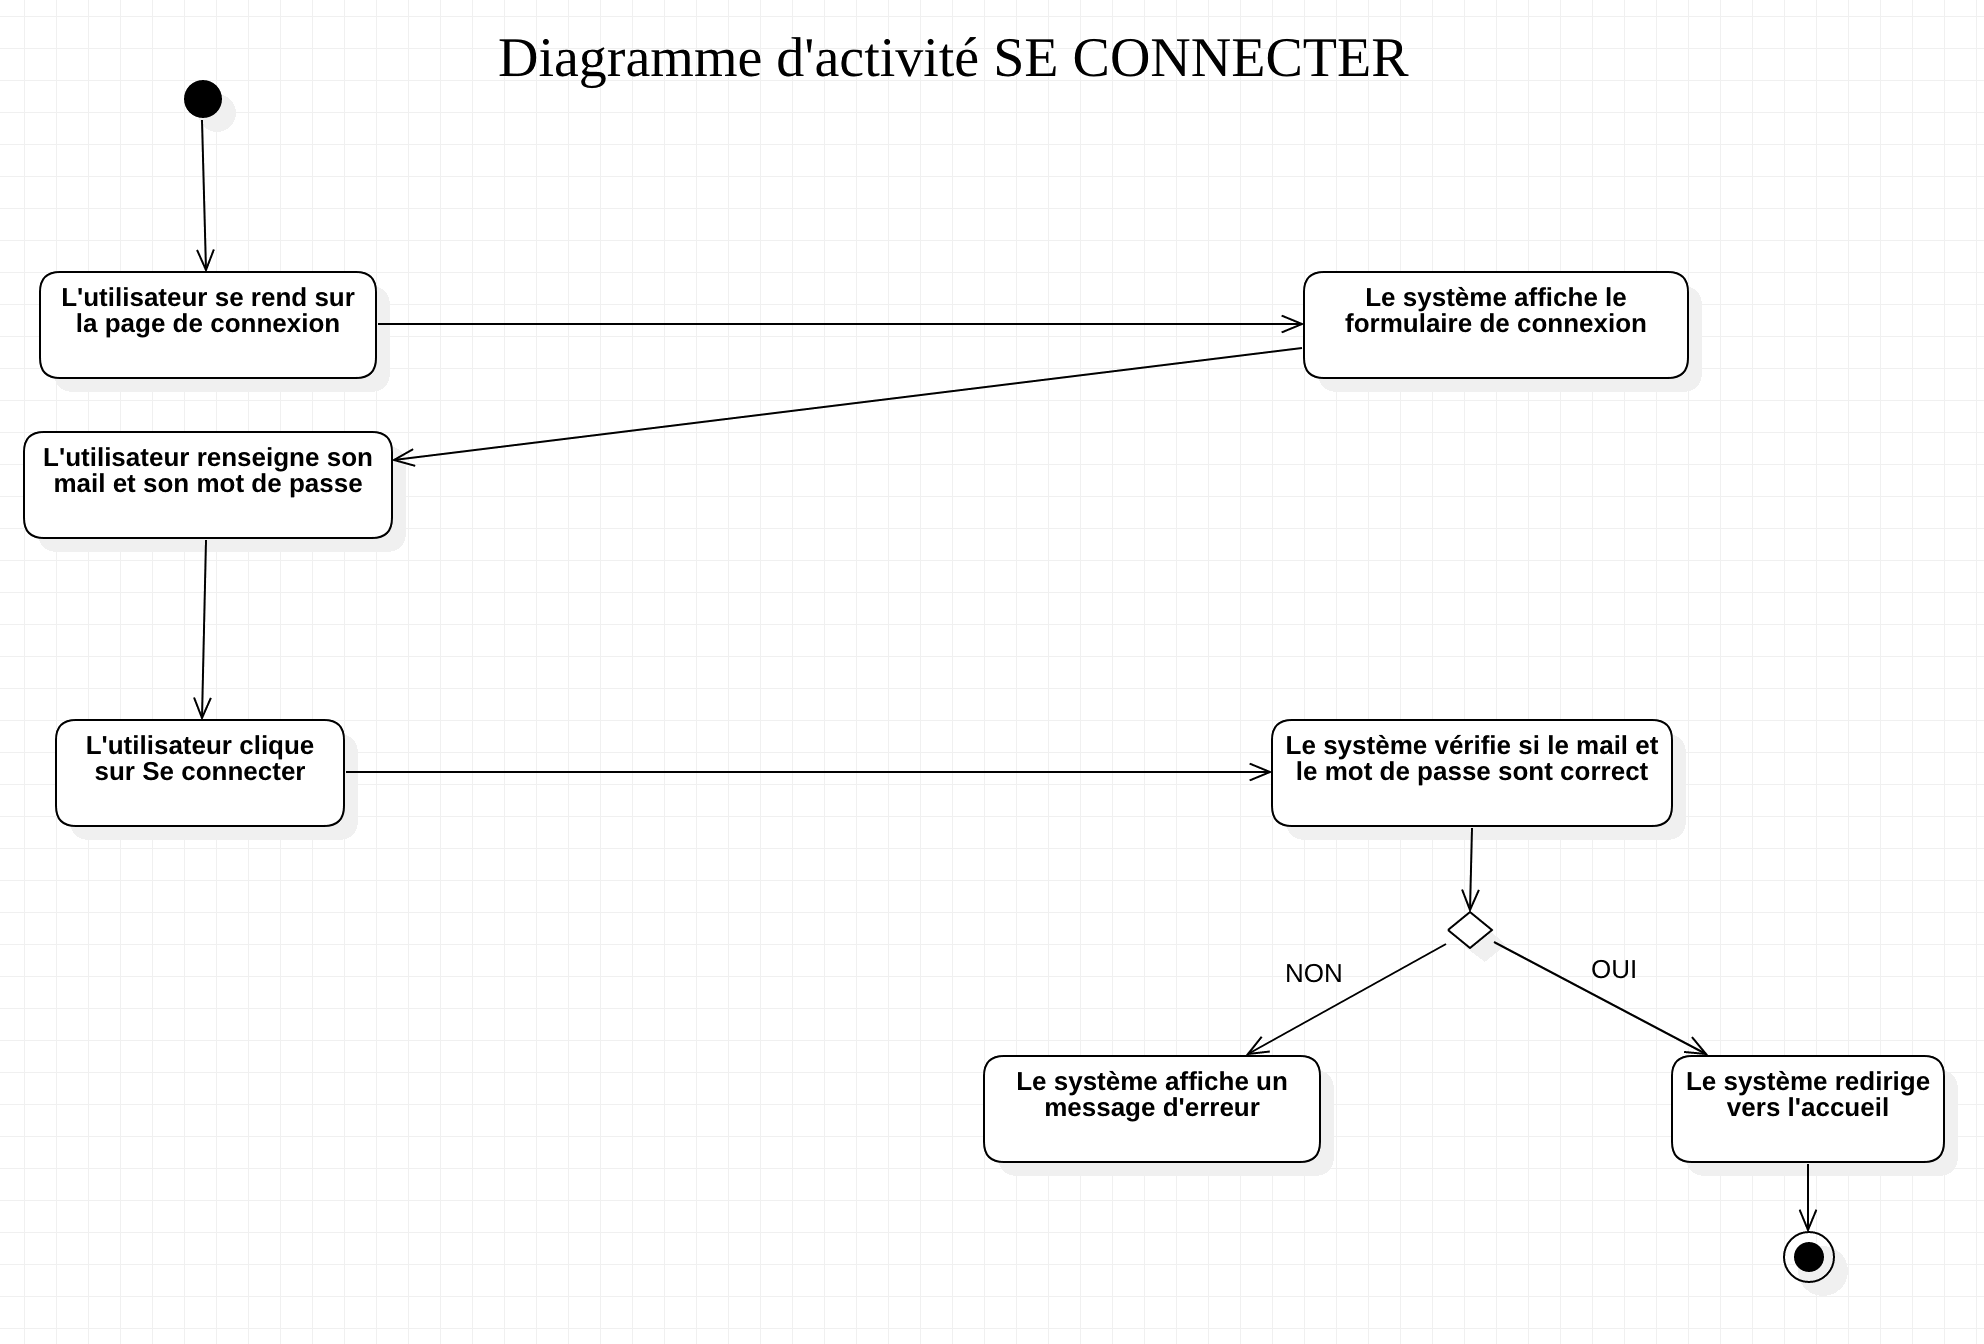 Diagramme d'activité SE CONNECTER
L'utilisateur se rend sur
la page de connexion
Le système affiche le
formulaire de connexion
L'utilisateur renseigne son
mail et son mot de passe
L'utilisateur clique
sur Se connecter
Le système vérifie si le mail et
le mot de passe sont correct
NON
OUI
Le système affiche un
message d'erreur
Le système redirige
vers l'accueil